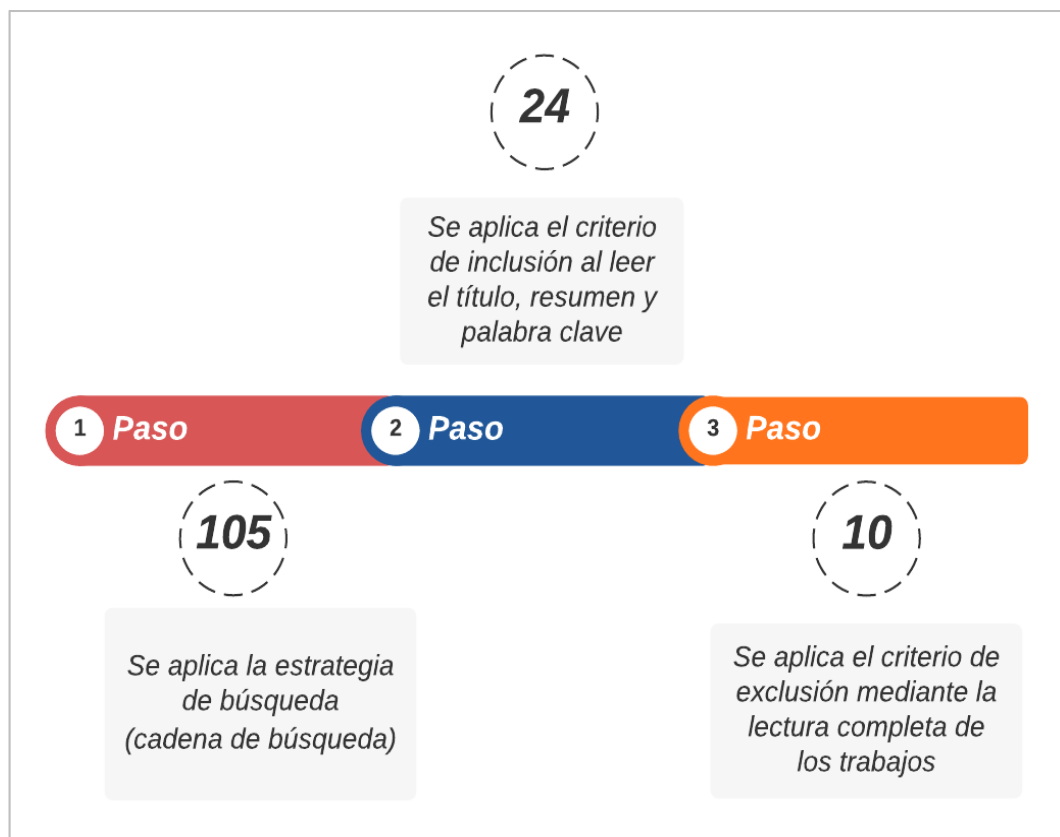 24
Se aplica el criterio
de inclusión al leer
el título, resumen y
palabra clave
1 Paso
2 Paso
3 Paso
105
10
Se aplica la estrategia
de búsqueda
(cadena de búsqueda)
Se aplica el criterio de
exclusión mediante la
lectura completa de
los trabajos